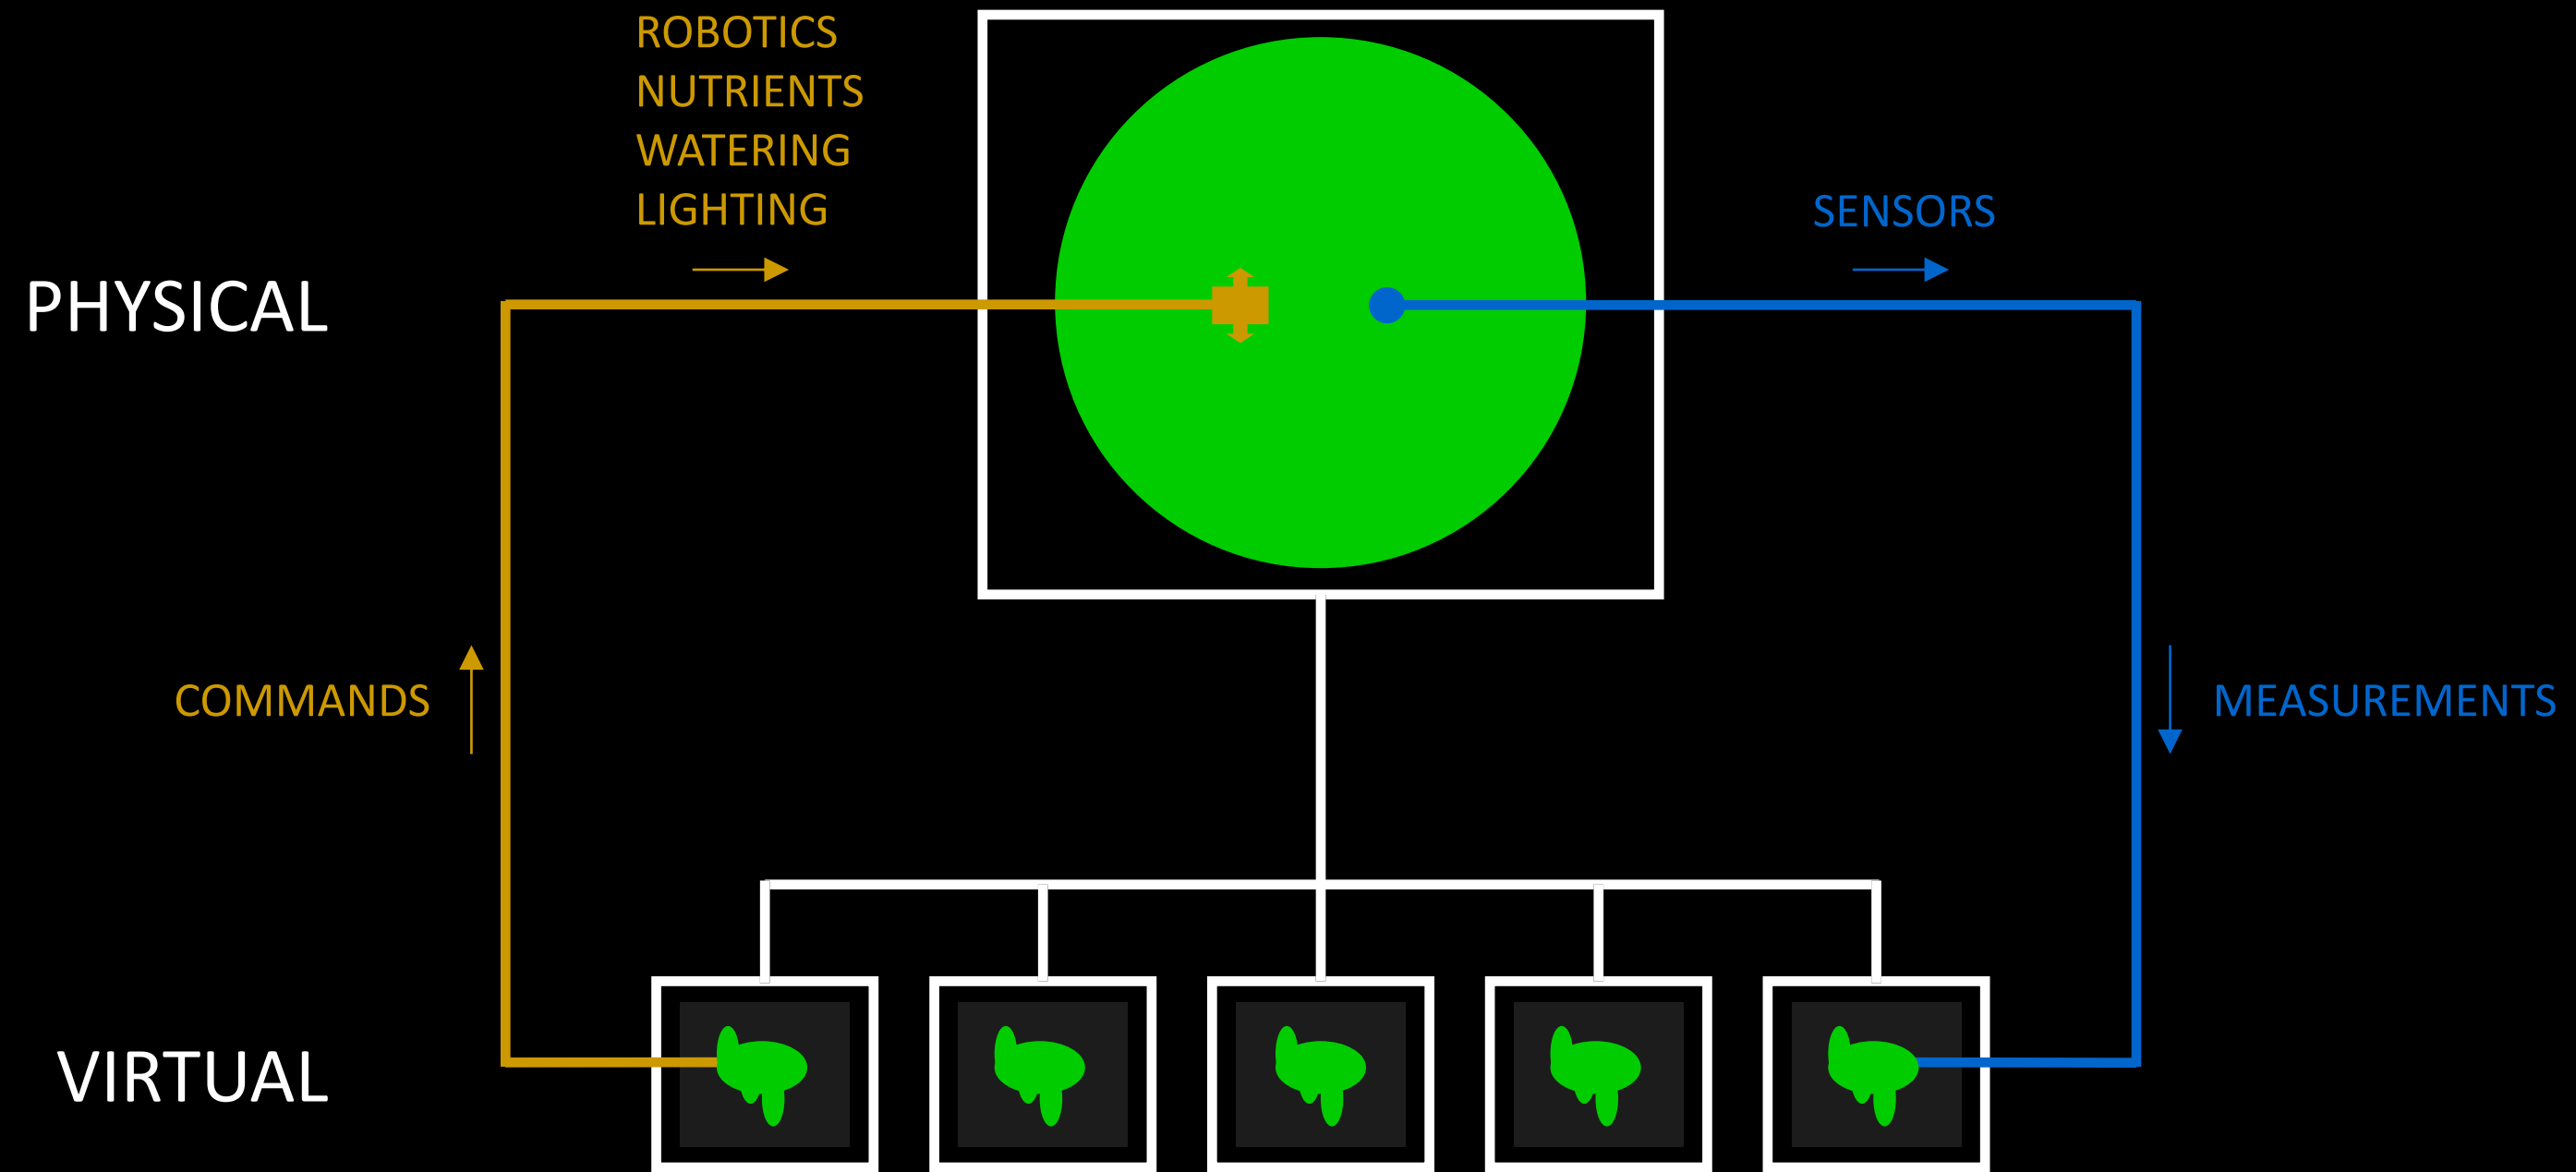 ROBOTICS
NUTRIENTS
WATERING
LIGHTING
SENSORS
PHYSICAL
COMMANDS
MEASUREMENTS
VIRTUAL